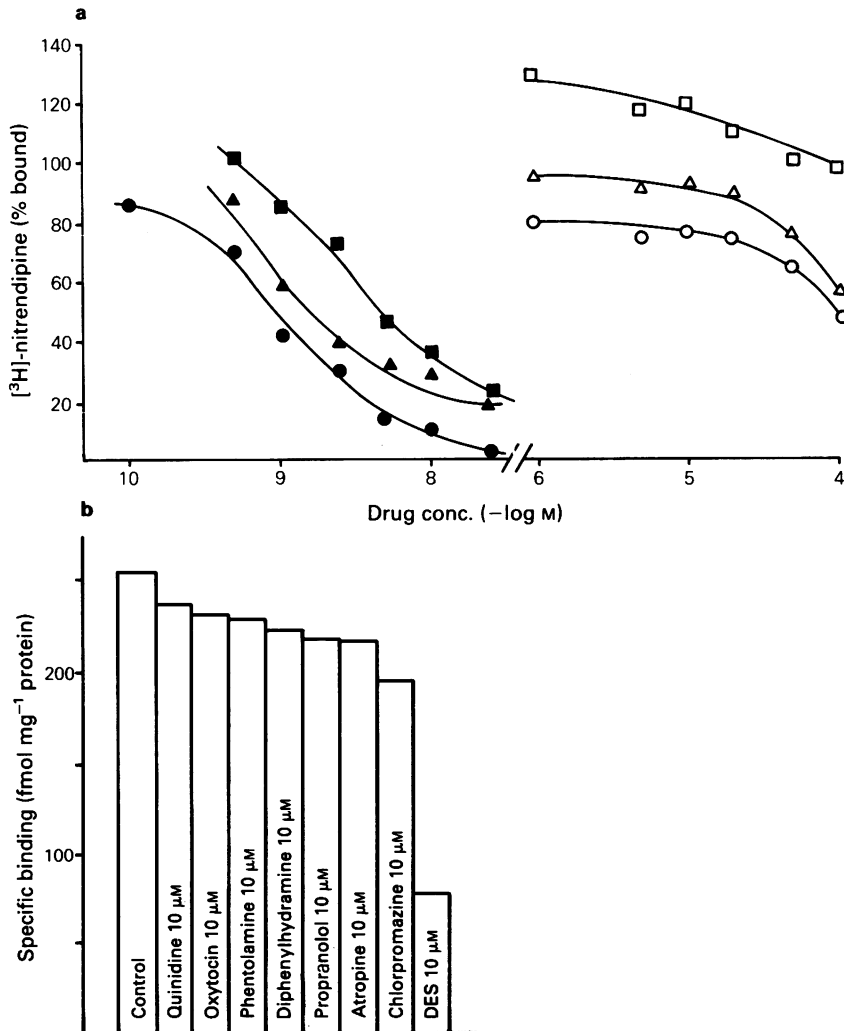 a
[³H]-nitrendipine (% bound)
140
120
100
80
60
40
20
10
9
8
6
5
4
Drug conc. (−log M)
b
Specific binding (fmol mg⁻¹ protein)
200
100
Control
Quinidine 10 µM
Oxytocin 10 µM
Phentolamine 10 µM
Diphenylhydramine 10 µM
Propranolol 10 µM
Atropine 10 µM
Chlorpromazine 10 µM
DES 10 µM